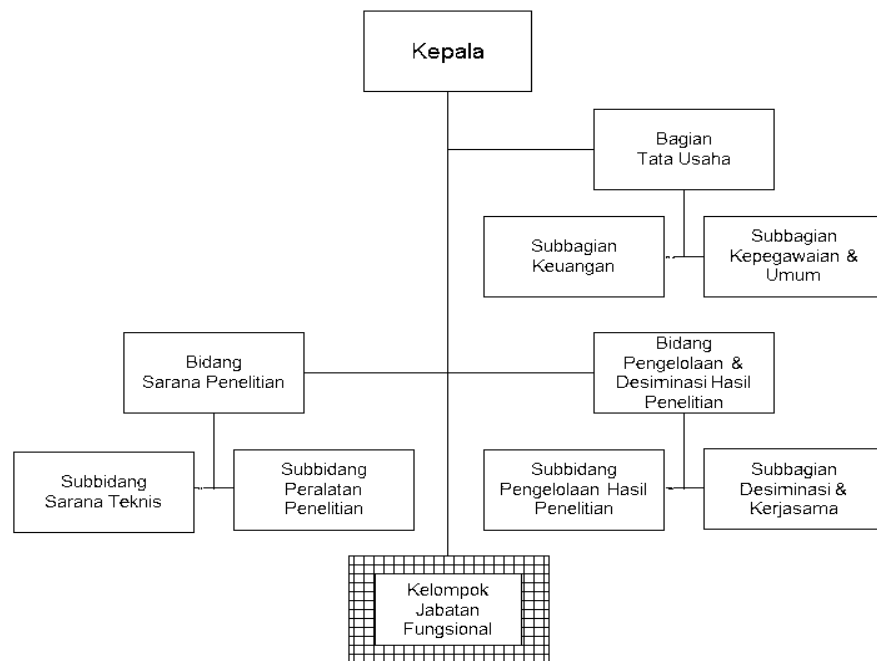 Kepala
Bagian
Tata Usaha
Subbagian
Keuangan
Subbagian
Kepegawaian &
Umum
Bidang
Sarana Penelitian
Bidang
Pengelolaan &
Desiminasi Hasil
Penelitian
Subbidang
Sarana Teknis
Subbidang
Peralatan
Penelitian
Subbidang
Pengelolaan Hasil
Penelitian
Subbagian
Desiminasi &
Kerjasama
Kelompok
Jabatan
Fungsional